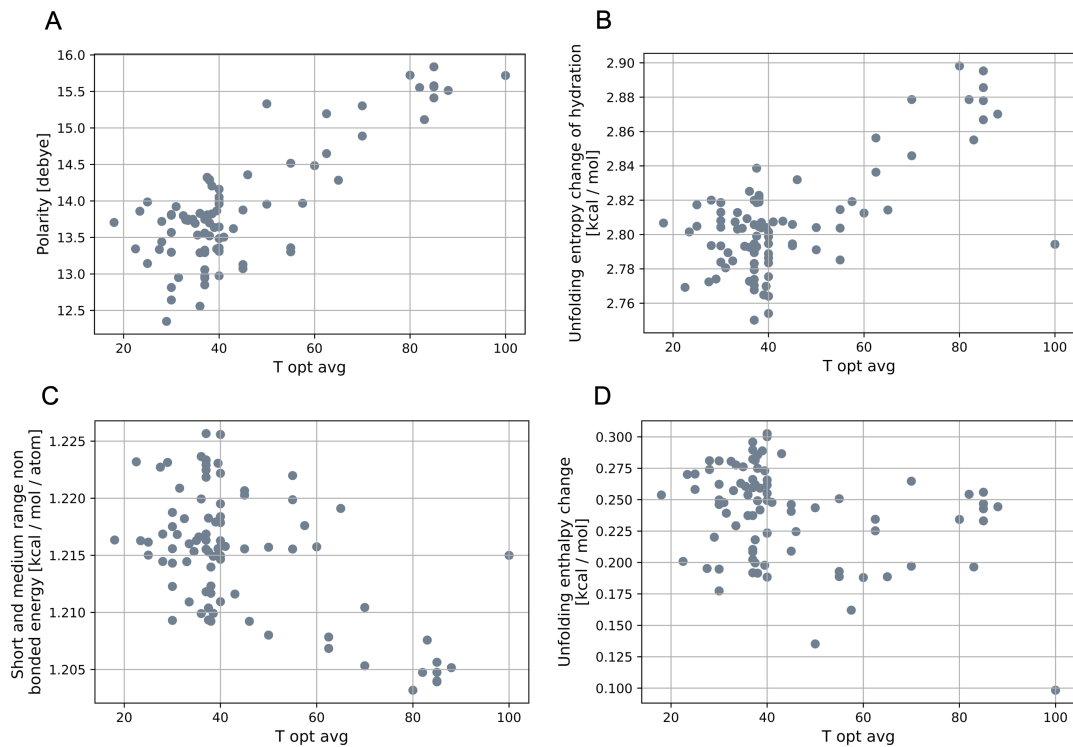 A
16.0
15.5
15.0
14.5
14.0
13.5
13.0
12.5
Polarity [debye]
20 40 60 80 100
T opt avg
B
2.90
2.88
2.86
2.84
2.82
2.80
2.78
2.76
Unfolding entropy change of hydration
[kcal / mol]
20 40 60 80 100
T opt avg
C
1.225
1.220
1.215
1.210
1.205
Short and medium range non
bonded energy [kcal / mol / atom]
20 40 60 80 100
T opt avg
D
0.300
0.275
0.250
0.225
0.200
0.175
0.150
0.125
0.100
Unfolding enthalpy change
[kcal / mol]
20 40 60 80 100
T opt avg